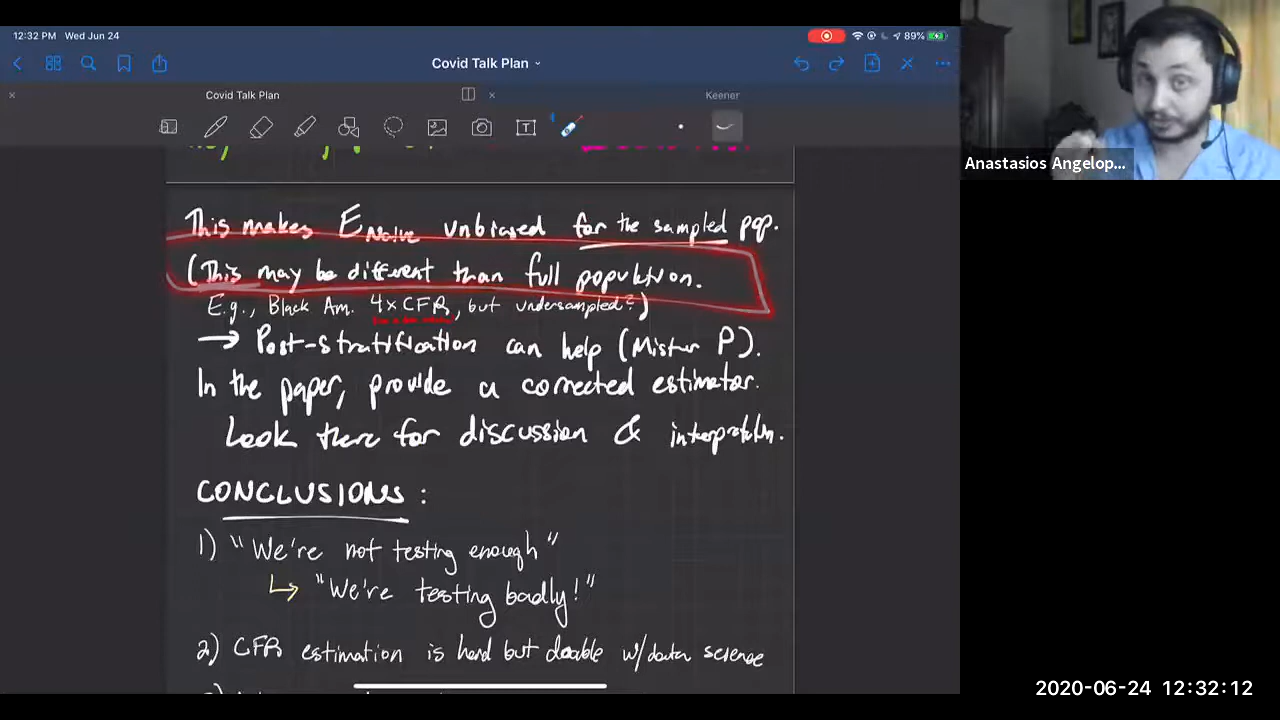 12:32 PM Wed Jun 24
89%
Covid Talk Plan
Covid Talk Plan
Keener
Anastasios Angelop...
This makes E Naive unbiased for the sampled pop.
(This may be different than full population.
E.g., Black Am. 4x CFR, but undersampled?)
→ Post-stratification can help (Mister P).
In the paper, provide a corrected estimator.
Look there for discussion & interpretation.
CONCLUSIONS:
1) "We're not testing enough"
↳ "We're testing badly!"
2) CFR estimation is hard but doable w/data science
2020-06-24 12:32:12